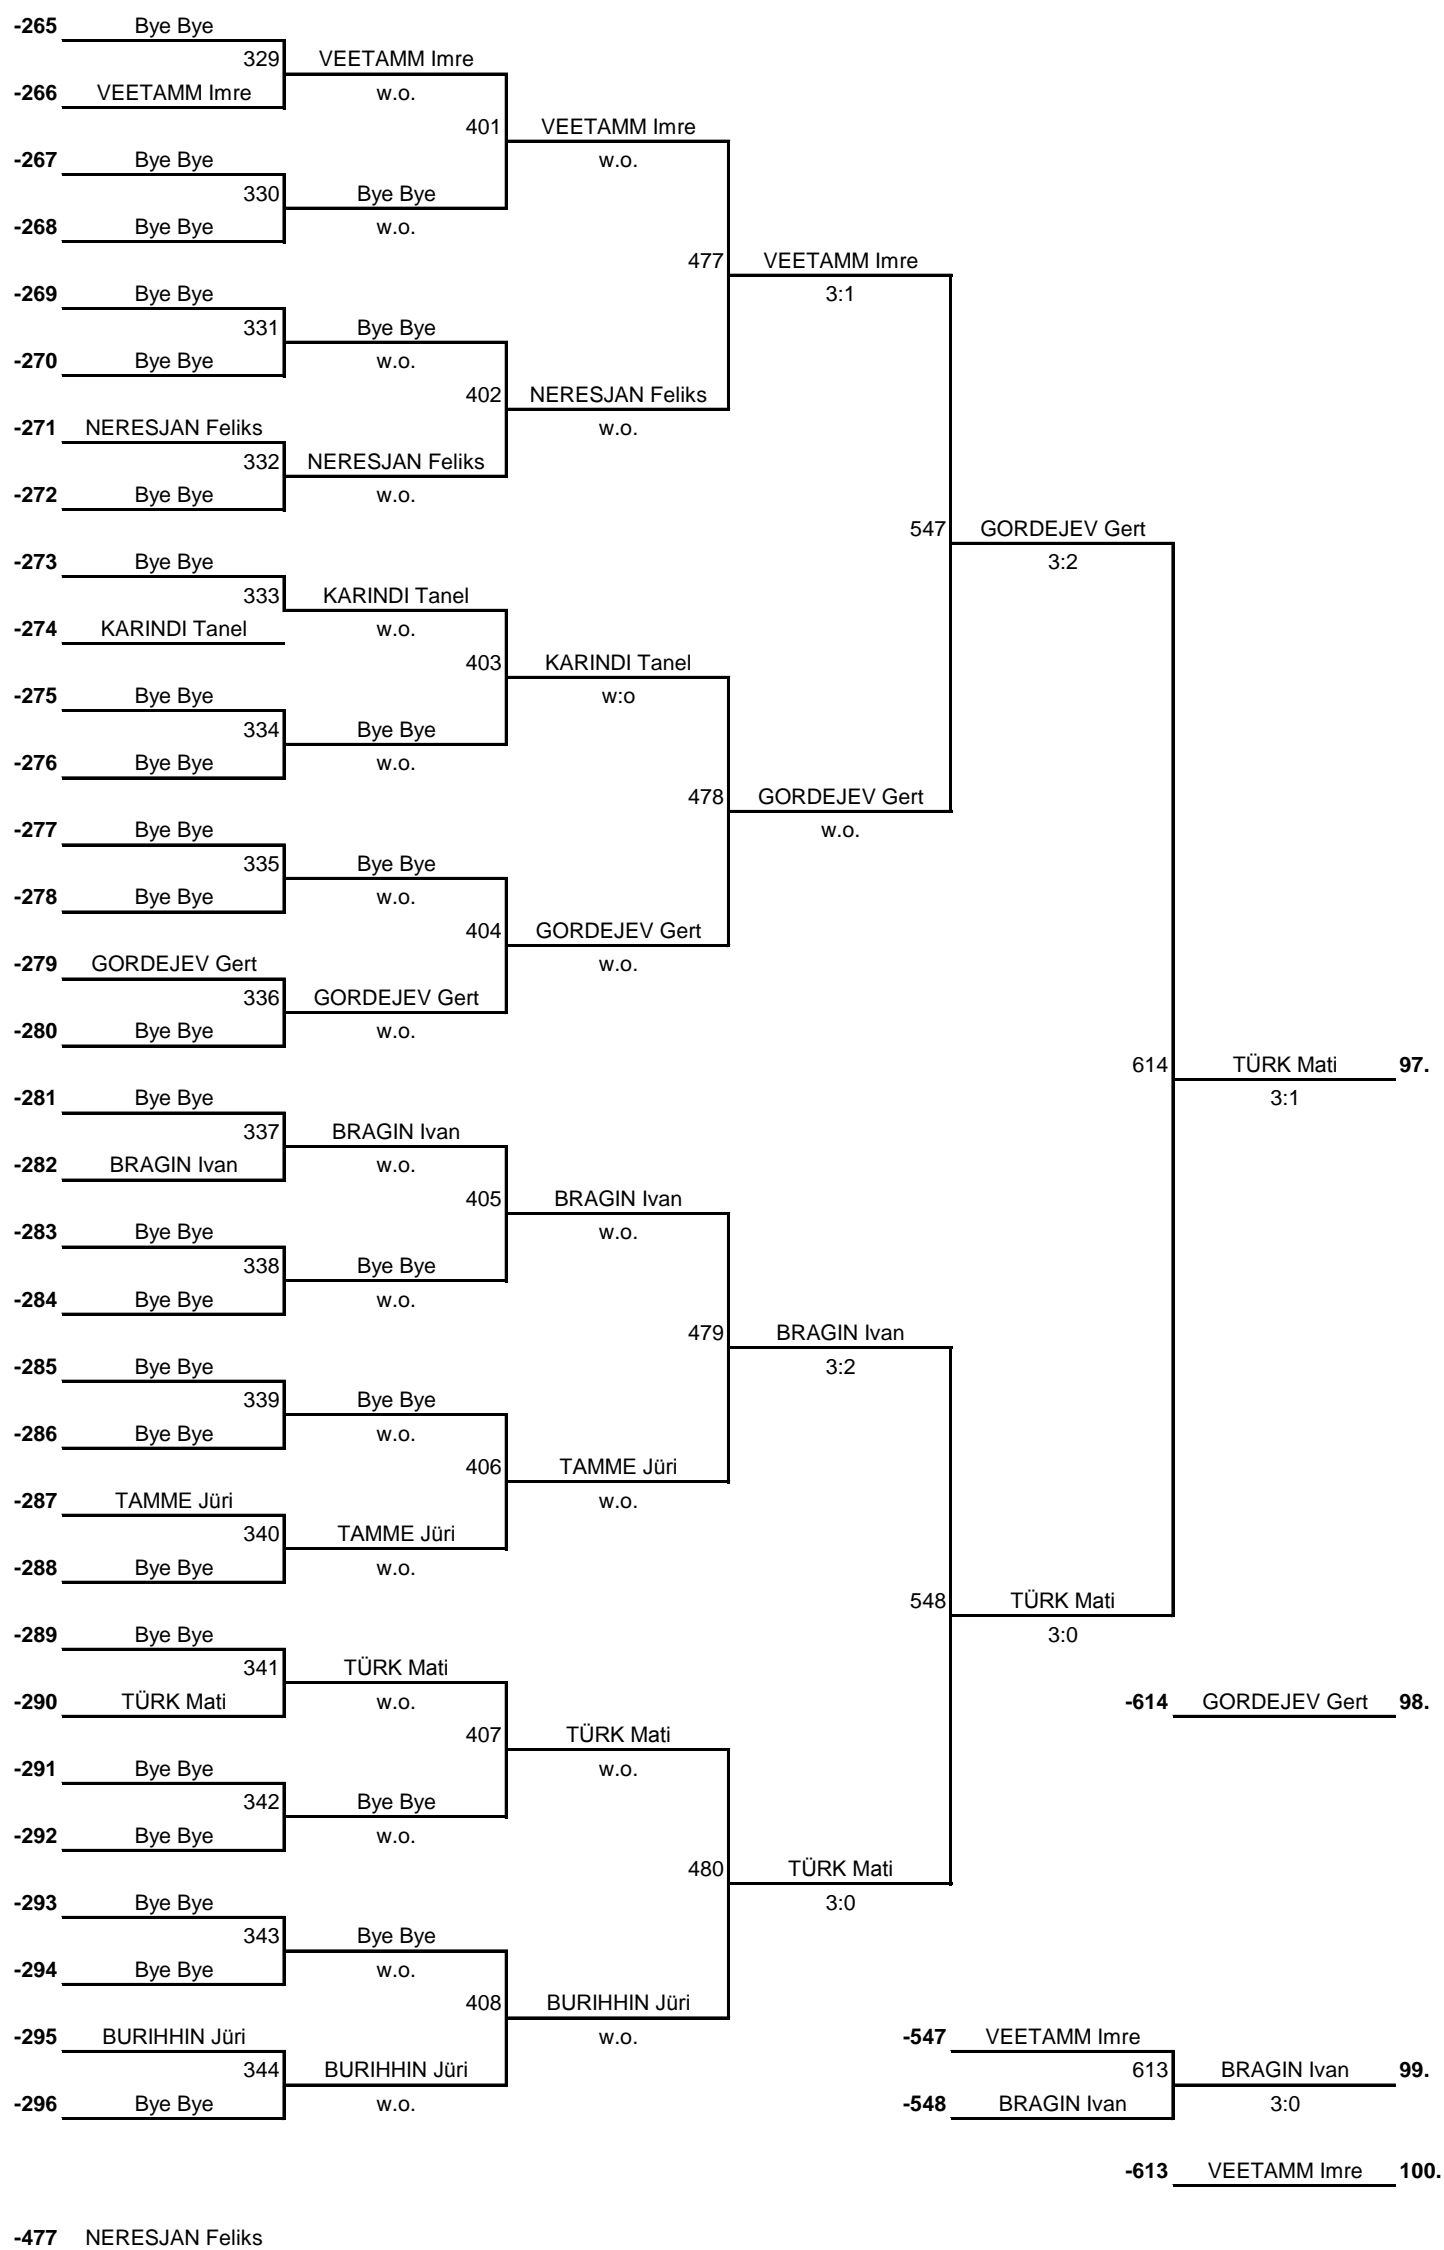 -265 Bye Bye
329 VEETAMM Imre
-266 VEETAMM Imre w.o.
401 VEETAMM Imre
-267 Bye Bye w.o.
330 Bye Bye
-268 Bye Bye w.o.
477 VEETAMM Imre
-269 Bye Bye 3:1
331 Bye Bye
-270 Bye Bye w.o.
402 NERESJAN Feliks
-271 NERESJAN Feliks w.o.
332 NERESJAN Feliks
-272 Bye Bye w.o.
547 GORDEJEV Gert
-273 Bye Bye 3:2
333 KARINDI Tanel
-274 KARINDI Tanel w.o.
403 KARINDI Tanel
-275 Bye Bye w:o
334 Bye Bye
-276 Bye Bye w.o.
478 GORDEJEV Gert
-277 Bye Bye w.o.
335 Bye Bye
-278 Bye Bye w.o.
404 GORDEJEV Gert
-279 GORDEJEV Gert w.o.
336 GORDEJEV Gert
-280 Bye Bye w.o.
614 TÜRK Mati 97.
-281 Bye Bye 3:1
337 BRAGIN Ivan
-282 BRAGIN Ivan w.o.
405 BRAGIN Ivan
-283 Bye Bye w.o.
338 Bye Bye
-284 Bye Bye w.o.
479 BRAGIN Ivan
-285 Bye Bye 3:2
339 Bye Bye
-286 Bye Bye w.o.
406 TAMME Jüri
-287 TAMME Jüri w.o.
340 TAMME Jüri
-288 Bye Bye w.o.
548 TÜRK Mati
-289 Bye Bye 3:0
341 TÜRK Mati
-290 TÜRK Mati w.o. -614 GORDEJEV Gert 98.
407 TÜRK Mati
-291 Bye Bye w.o.
342 Bye Bye
-292 Bye Bye w.o.
480 TÜRK Mati
-293 Bye Bye 3:0
343 Bye Bye
-294 Bye Bye w.o.
408 BURIHHIN Jüri
-295 BURIHHIN Jüri w.o. -547 VEETAMM Imre
344 BURIHHIN Jüri 613 BRAGIN Ivan 99.
-296 Bye Bye w.o. -548 BRAGIN Ivan 3:0
-613 VEETAMM Imre 100.
-477 NERESJAN Feliks